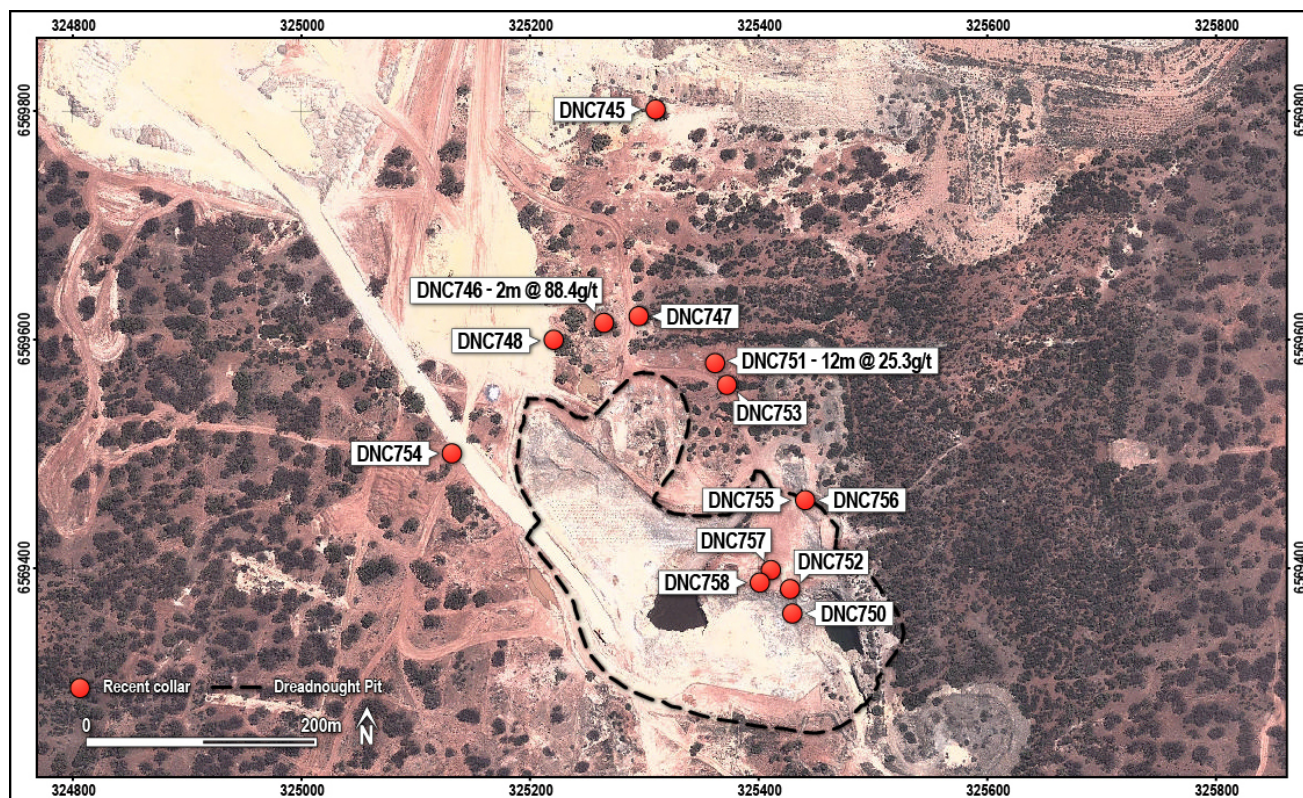 324800 325000 325200 325400 325600 325800
6569800 6569800
DNC745
DNC746 - 2m @ 88.4g/t
DNC747
DNC748
6569600 6569600
DNC751 - 12m @ 25.3g/t
DNC753
DNC754
DNC755 DNC756
DNC757
DNC752
6569400 6569400
DNC758
DNC750
Recent collar Dreadnought Pit
0 200m
N
324800 325000 325200 325400 325600 325800